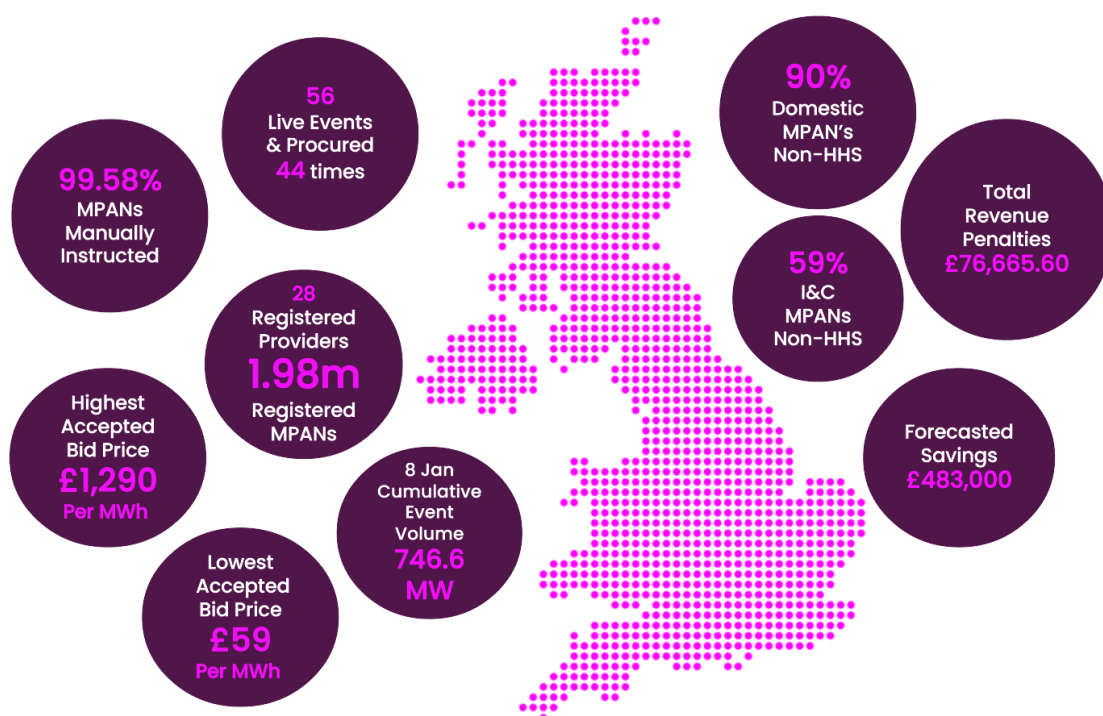 56
Live Events
& Procured
44 times
90%
Domestic
MPAN's
Non-HHS
99.58%
MPANs
Manually
Instructed
Total
Revenue
Penalties
£76,665.60
59%
I&C
MPANs
Non-HHS
28
Registered
Providers
1.98m
Registered
MPANs
Highest
Accepted
Bid Price
£1,290
Per MWh
Forecasted
Savings
£483,000
8 Jan
Cumulative
Event
Volume
746.6
MW
Lowest
Accepted
Bid Price
£59
Per MWh